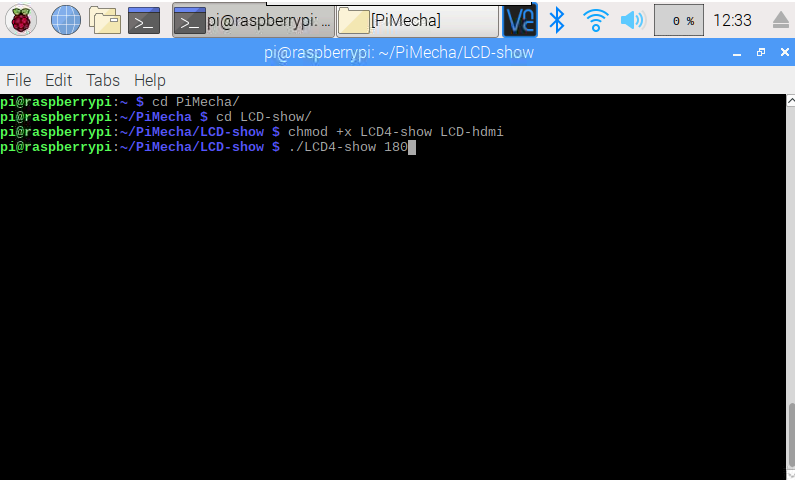 pi@raspberrypi: ...
[PiMecha]
0 %
12:33
pi@raspberrypi: ~/PiMecha/LCD-show
File Edit Tabs Help
pi@raspberrypi:~ $ cd PiMecha/
pi@raspberrypi:~/PiMecha $ cd LCD-show/
pi@raspberrypi:~/PiMecha/LCD-show $ chmod +x LCD4-show LCD-hdmi
pi@raspberrypi:~/PiMecha/LCD-show $ ./LCD4-show 180